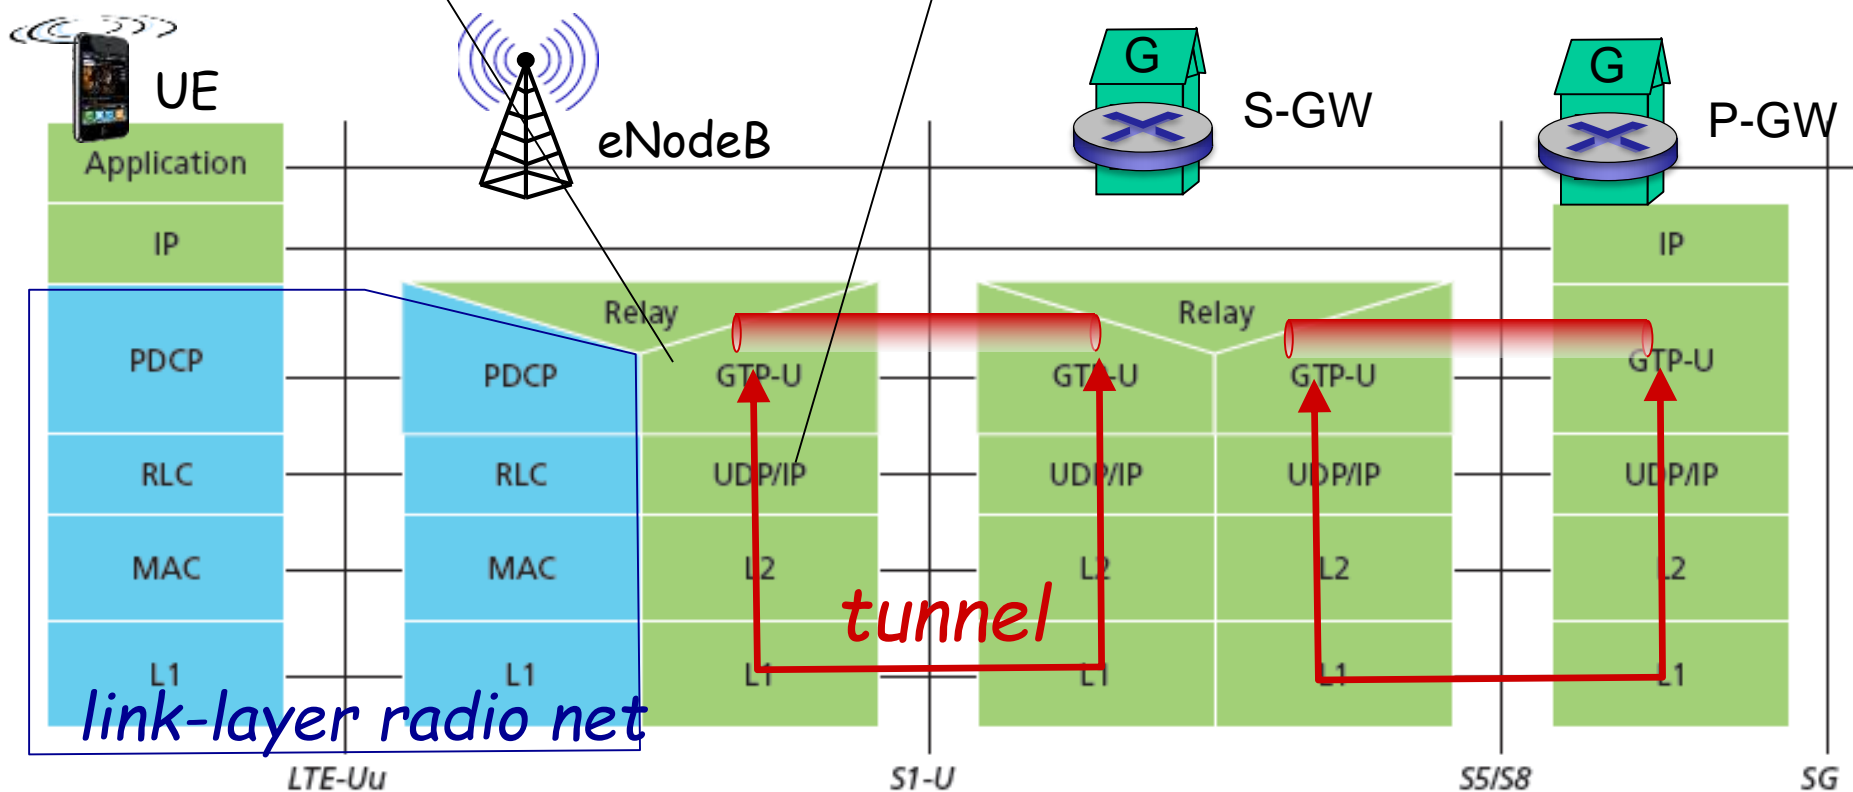 UE
eNodeB
G
S-GW
G
P-GW
Application
IP
PDCP
RLC
MAC
L1
Relay
PDCP
RLC
MAC
L1
GTP-U
UDP/IP
L2
L1
Relay
GTP-U
UDP/IP
L2
L1
GTP-U
UDP/IP
L2
L1
IP
GTP-U
UDP/IP
L2
L1
tunnel
link-layer radio net
LTE-Uu
S1-U
S5/S8
SG